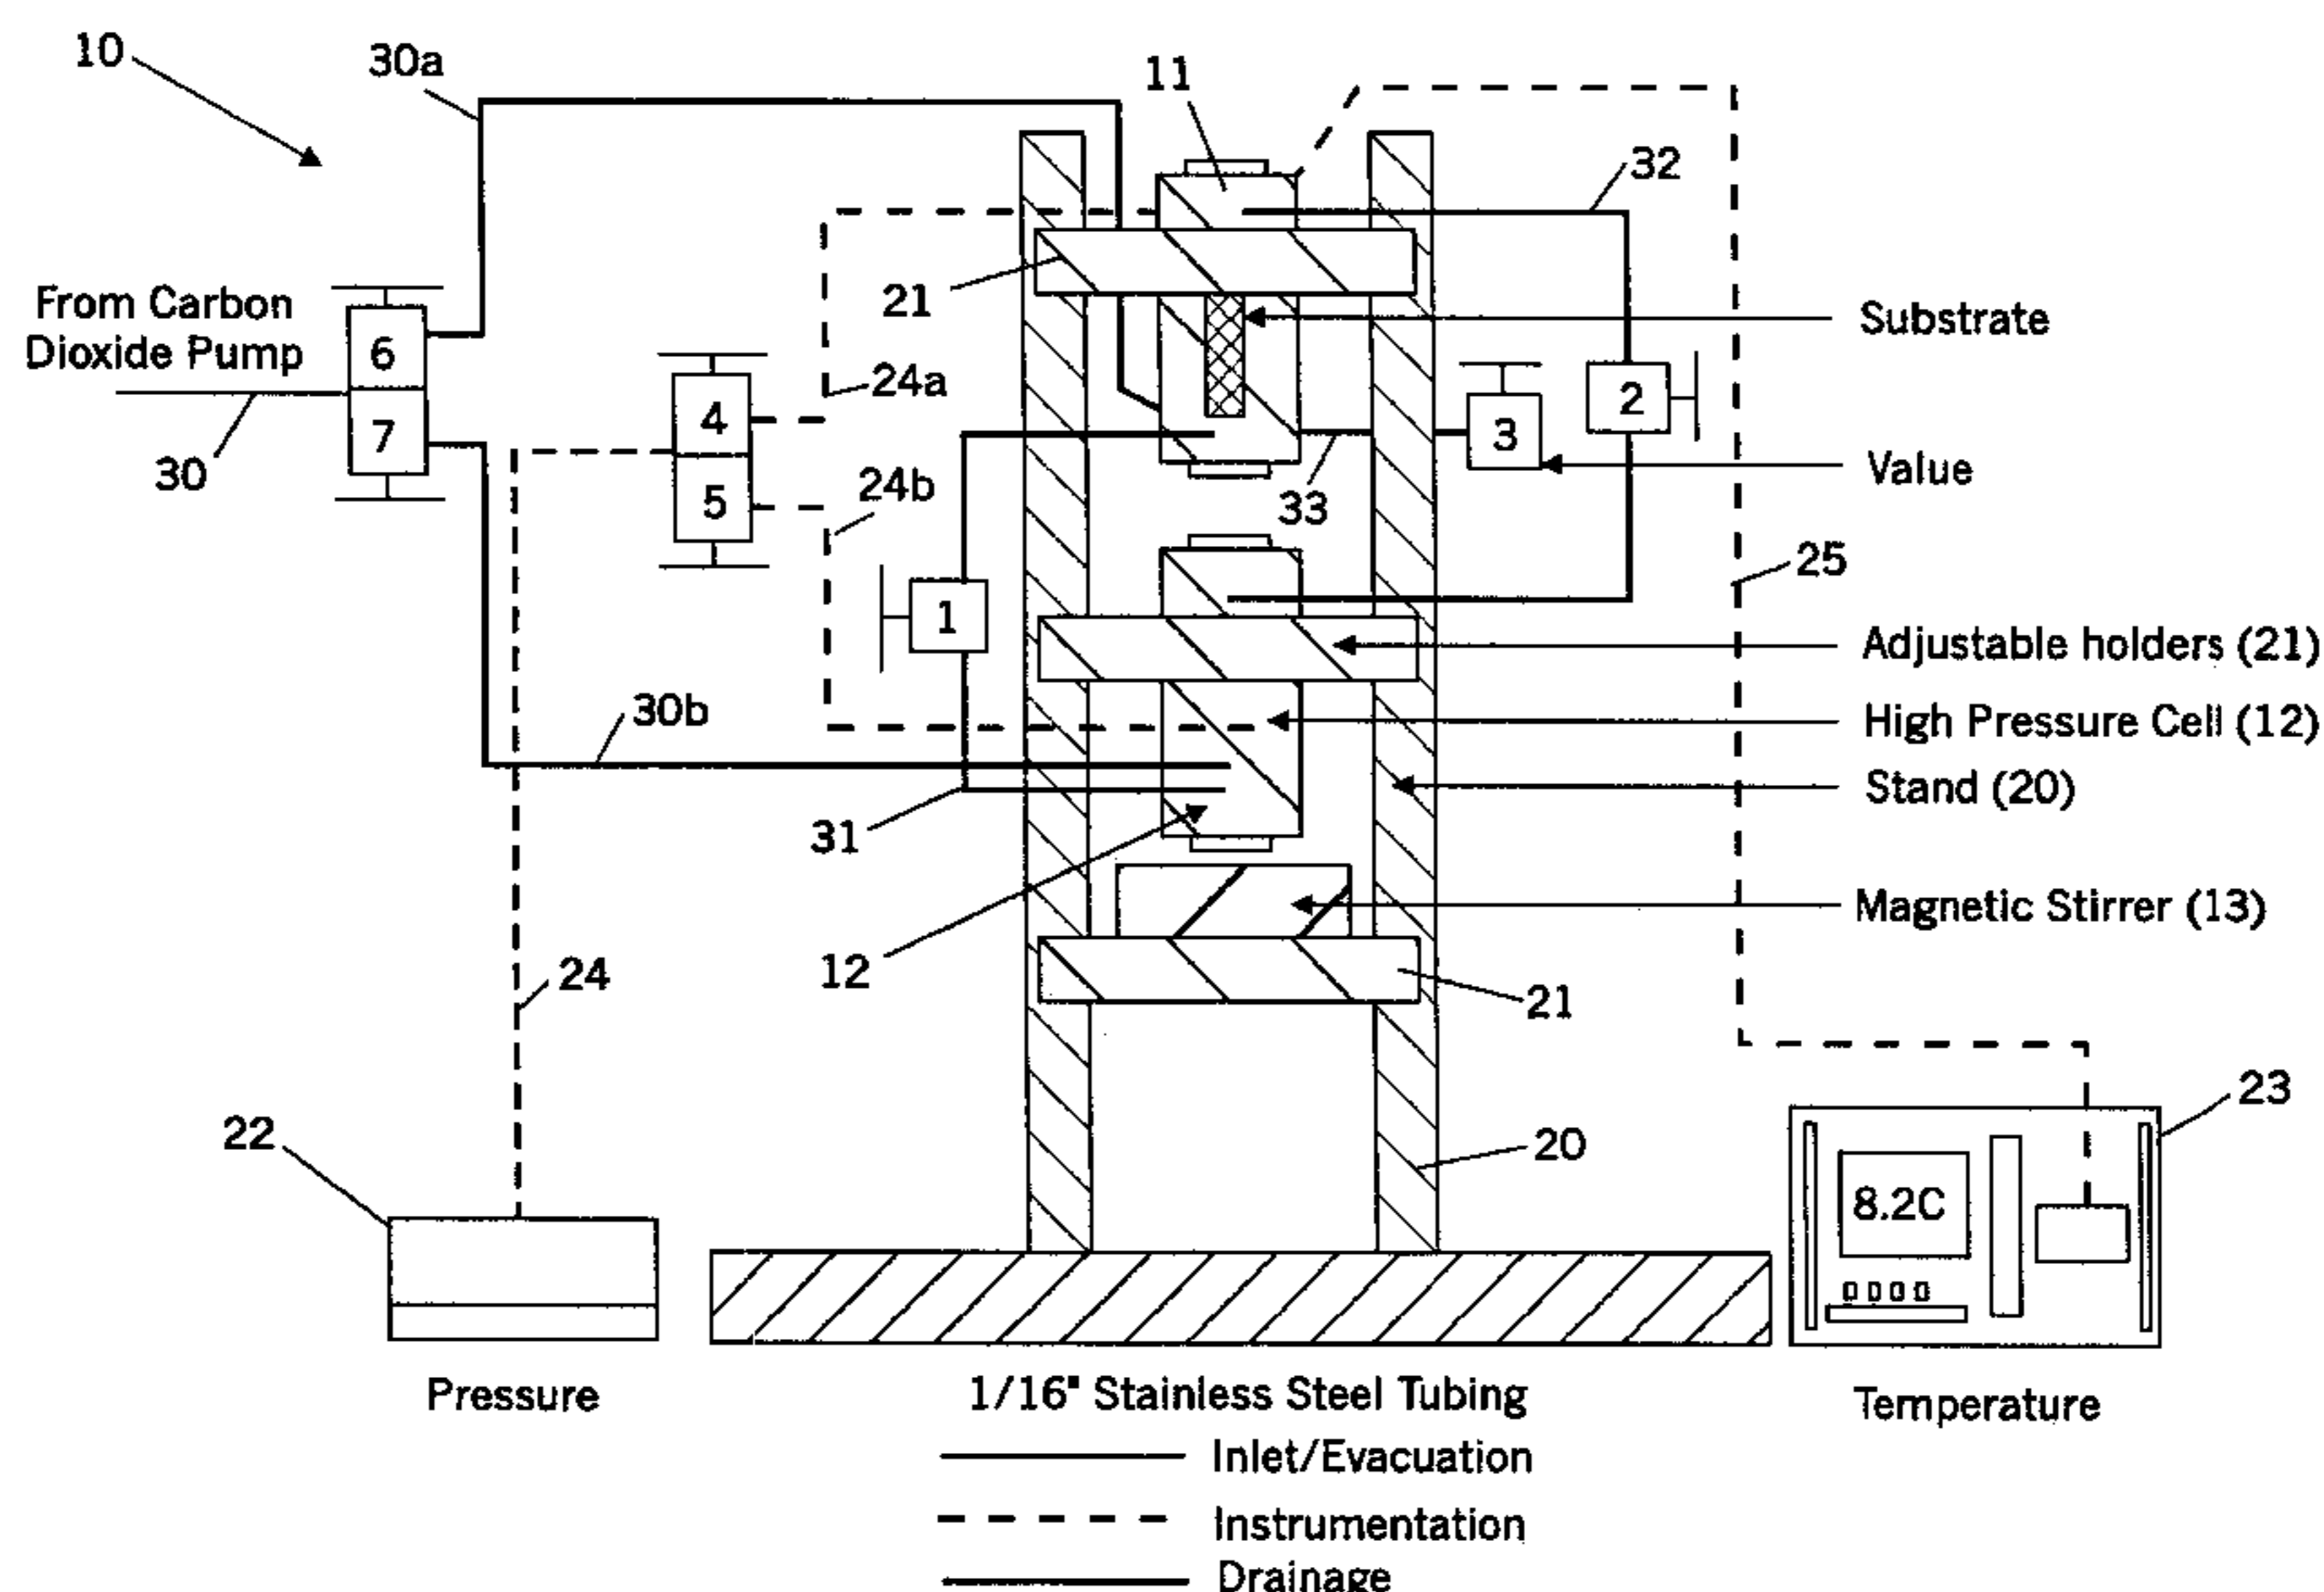 10
30a
11
32
From Carbon
Dioxide Pump
6
7
30
4
5
24a
24b
21
Substrate
2
3
Value
33
25
1
Adjustable holders (21)
30b
High Pressure Cell (12)
Stand (20)
31
Magnetic Stirrer (13)
12
21
24
22
20
23
8.2C
Pressure
1/16" Stainless Steel Tubing
Temperature
Inlet/Evacuation
Instrumentation
Drainage